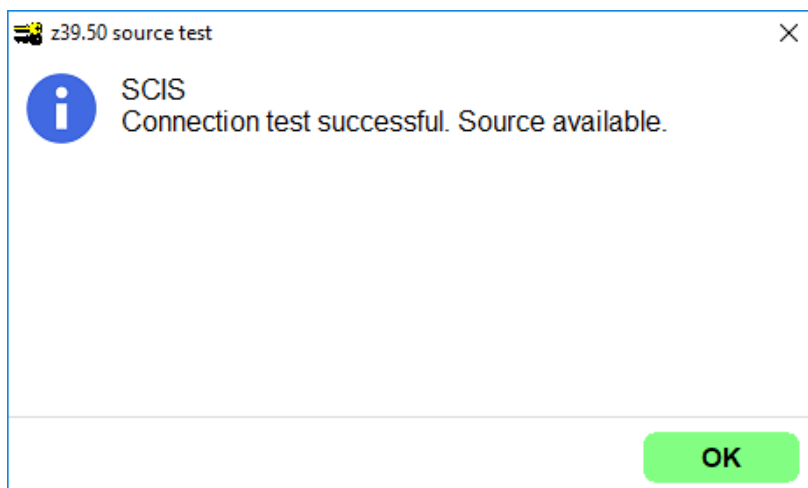 z39.50 source test
SCIS
Connection test successful. Source available.
OK